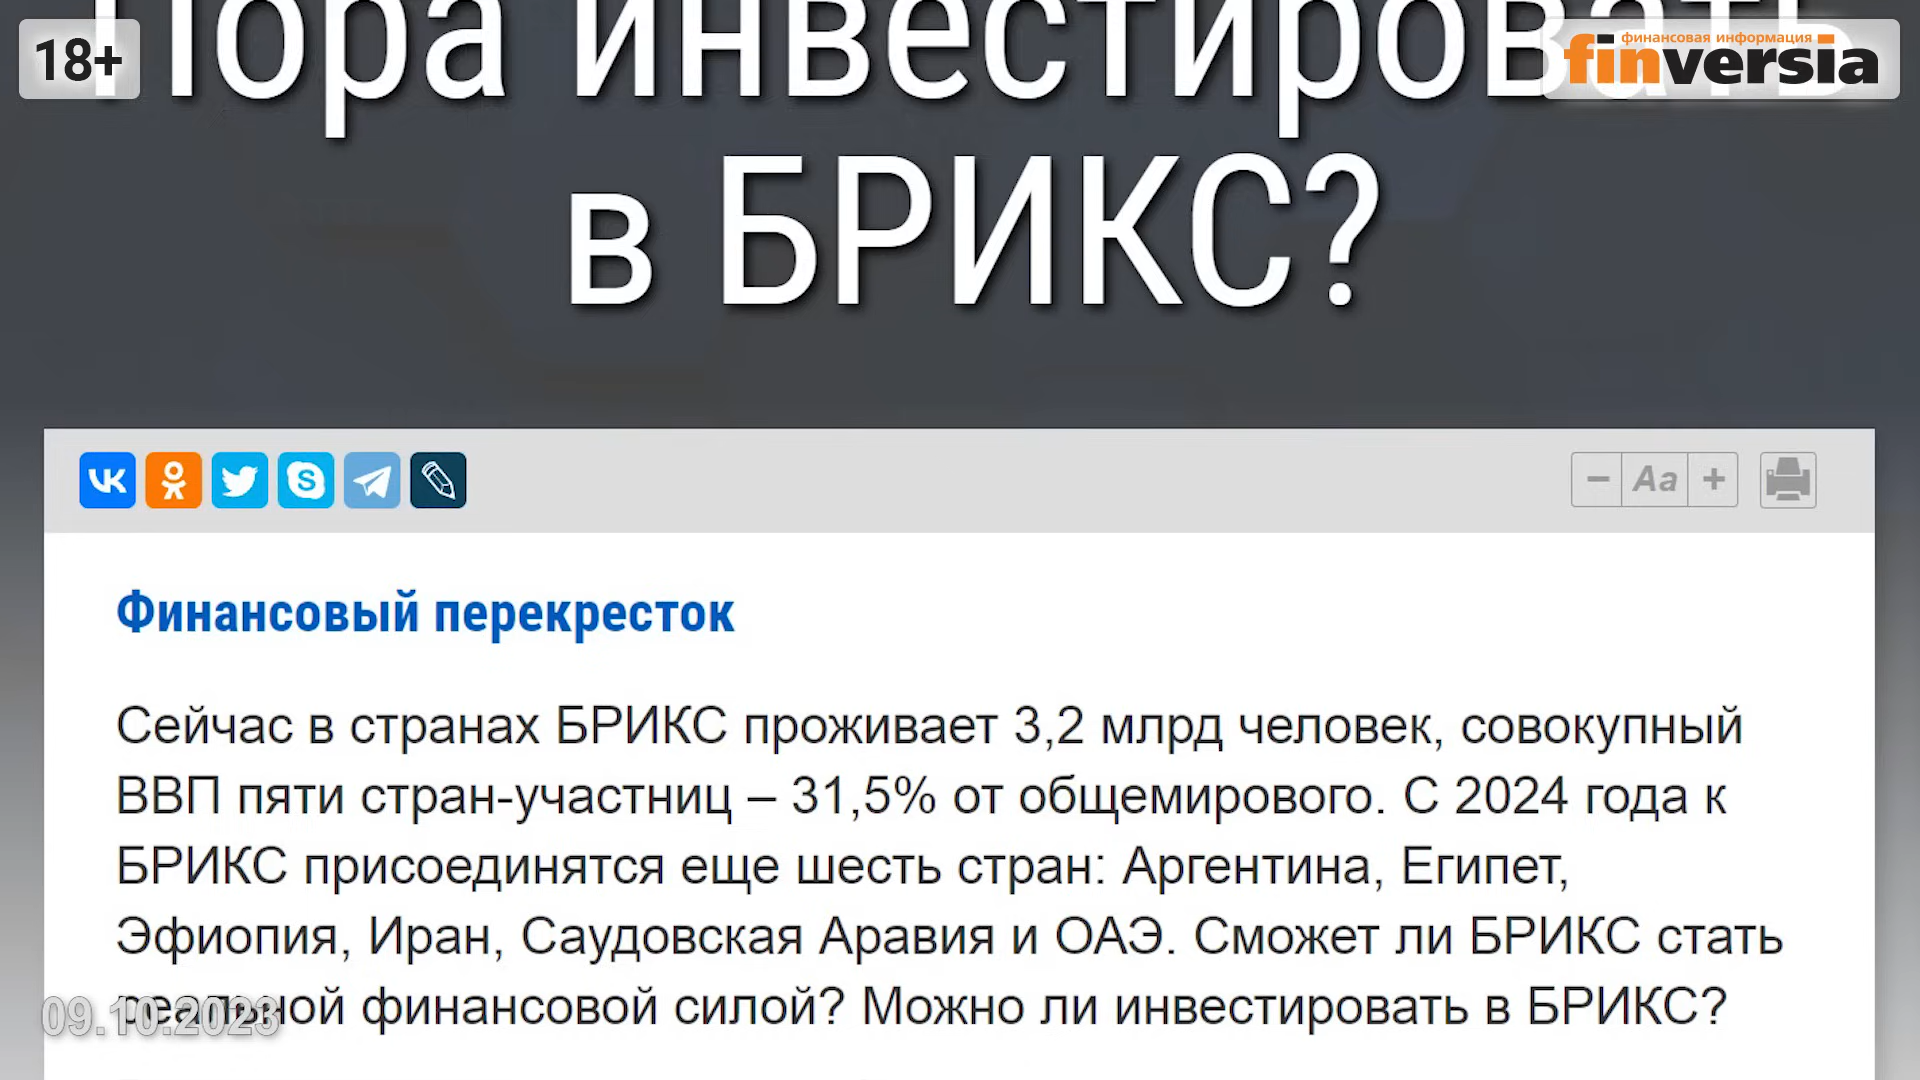 18+
Пора инвестировать
финансовая информация
finversia
в БРИКС?
Aa
Финансовый перекресток
Сейчас в странах БРИКС проживает 3,2 млрд человек, совокупный
ВВП пяти стран-участниц – 31,5% от общемирового. С 2024 года к
БРИКС присоединятся еще шесть стран: Аргентина, Египет,
Эфиопия, Иран, Саудовская Аравия и ОАЭ. Сможет ли БРИКС стать
реальной финансовой силой? Можно ли инвестировать в БРИКС?
09.10.2023